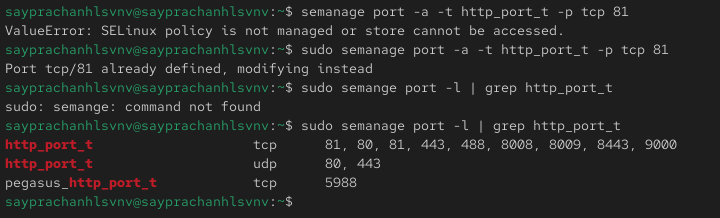 sayprachanhlsvnv@sayprachanhlsvnv:~$ semanage port -a -t http_port_t -p tcp 81
ValueError: SELinux policy is not managed or store cannot be accessed.
sayprachanhlsvnv@sayprachanhlsvnv:~$ sudo semanage port -a -t http_port_t -p tcp 81
Port tcp/81 already defined, modifying instead
sayprachanhlsvnv@sayprachanhlsvnv:~$ sudo semange port -l | grep http_port_t
sudo: semange: command not found
sayprachanhlsvnv@sayprachanhlsvnv:~$ sudo semanage port -l | grep http_port_t
http_port_t tcp 81, 80, 81, 443, 488, 8008, 8009, 8443, 9000
http_port_t udp 80, 443
pegasus_http_port_t tcp 5988
sayprachanhlsvnv@sayprachanhlsvnv:~$